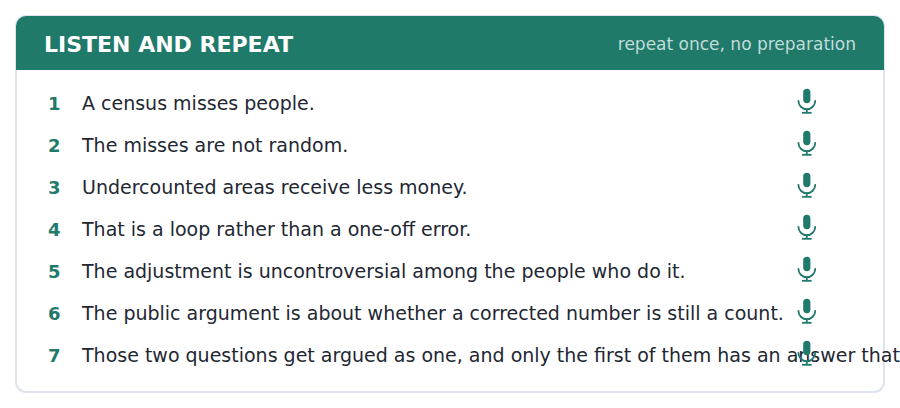 LISTEN AND REPEAT
repeat once, no preparation
1 A census misses people.
2 The misses are not random.
3 Undercounted areas receive less money.
4 That is a loop rather than a one-off error.
5 The adjustment is uncontroversial among the people who do it.
6 The public argument is about whether a corrected number is still a count.
7 Those two questions get argued as one, and only the first of them has an answer that